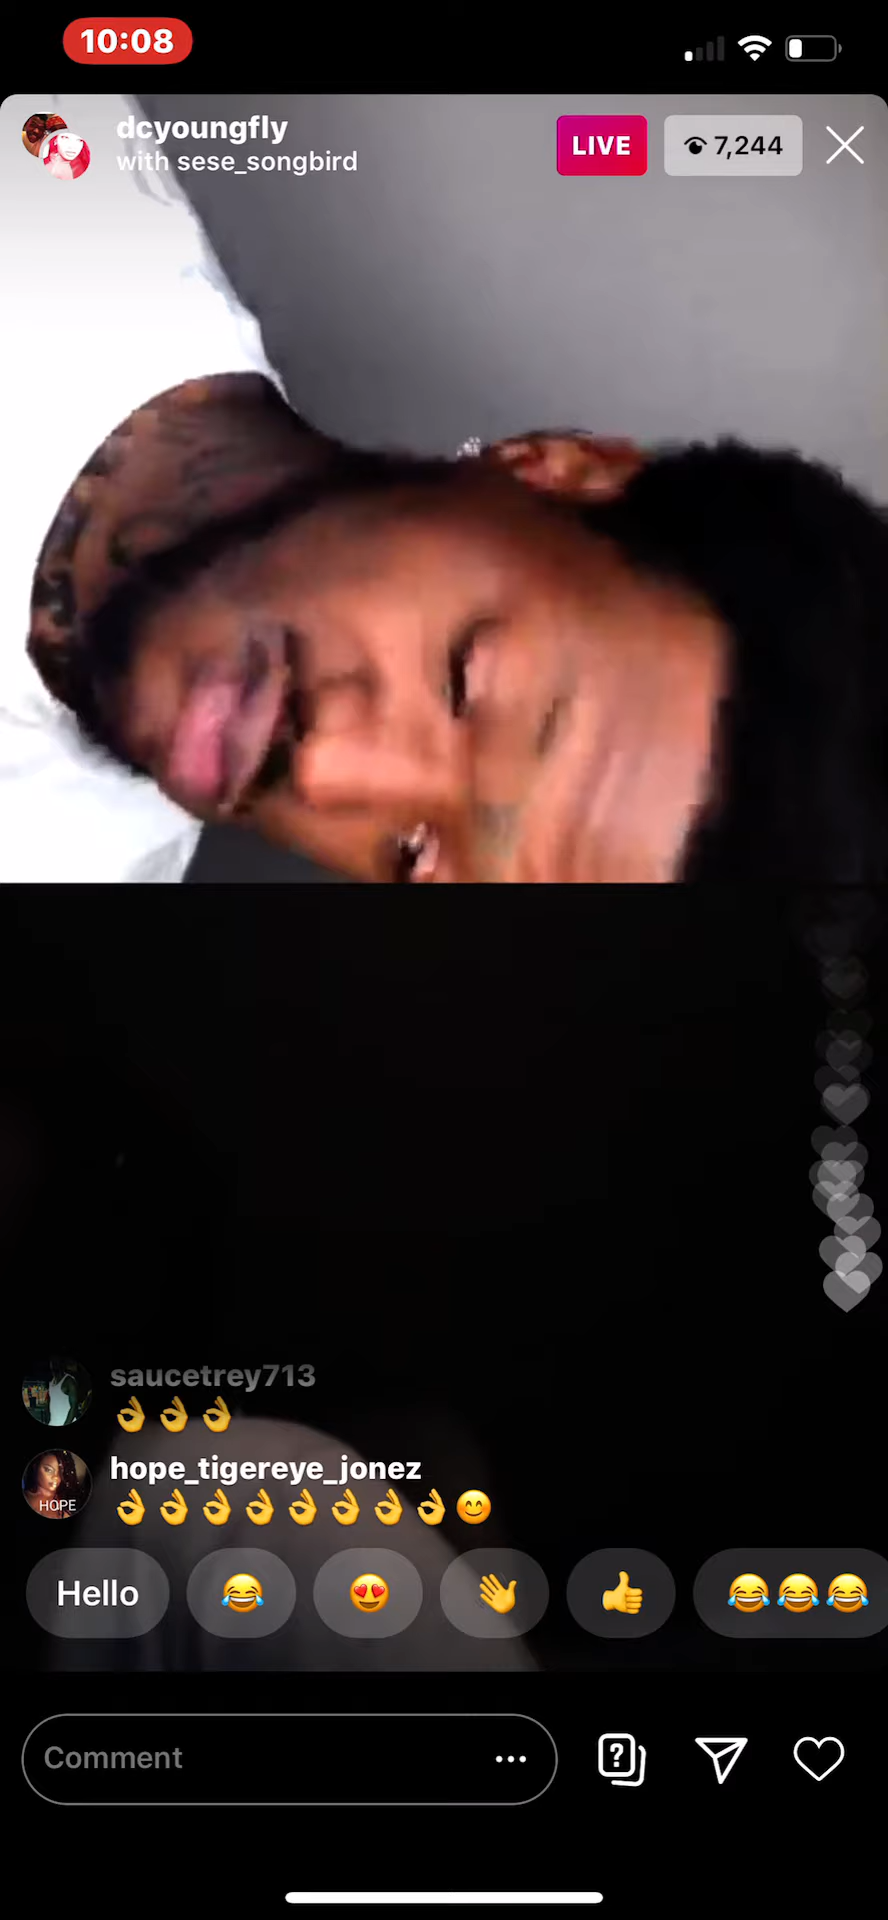 10:08
dcyoungfly
with sese_songbird
LIVE
7,244
saucetrey713
👌👌👌
hope_tigereye_jonez
HOPE
👌👌👌👌👌👌👌👌😊
Hello 😂 😍 👋 👍 😂😂😂
Comment